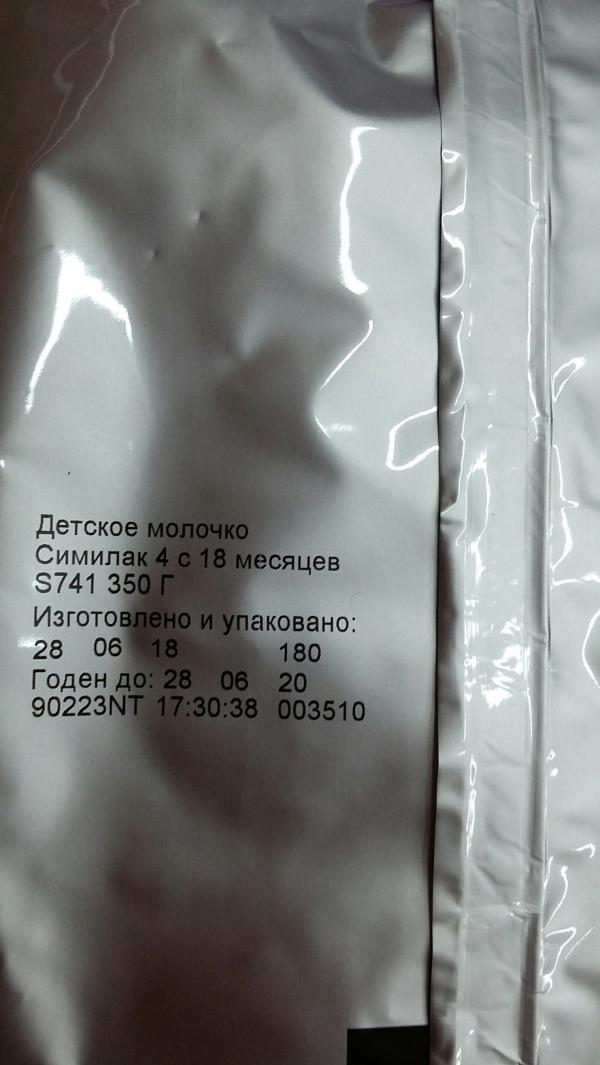 Детское молочко
Симилак 4 с 18 месяцев
S741 350 Г
Изготовлено и упаковано:
28 06 18 180
Годен до: 28 06 20
90223NT 17:30:38 003510